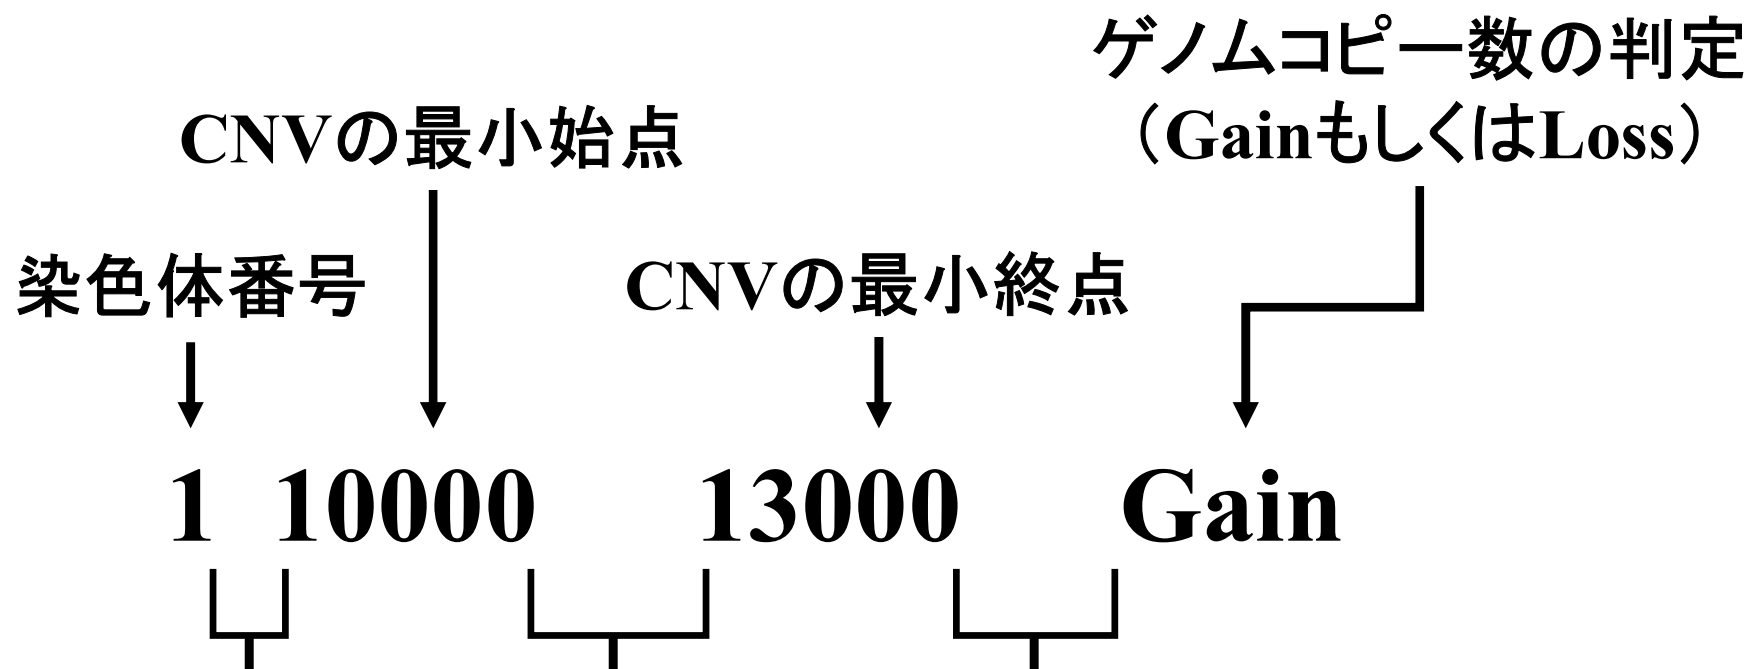 ゲノムコピー数の判定
（GainもしくはLoss）
CNVの最小始点
染色体番号
CNVの最小終点
1 10000 13000 Gain